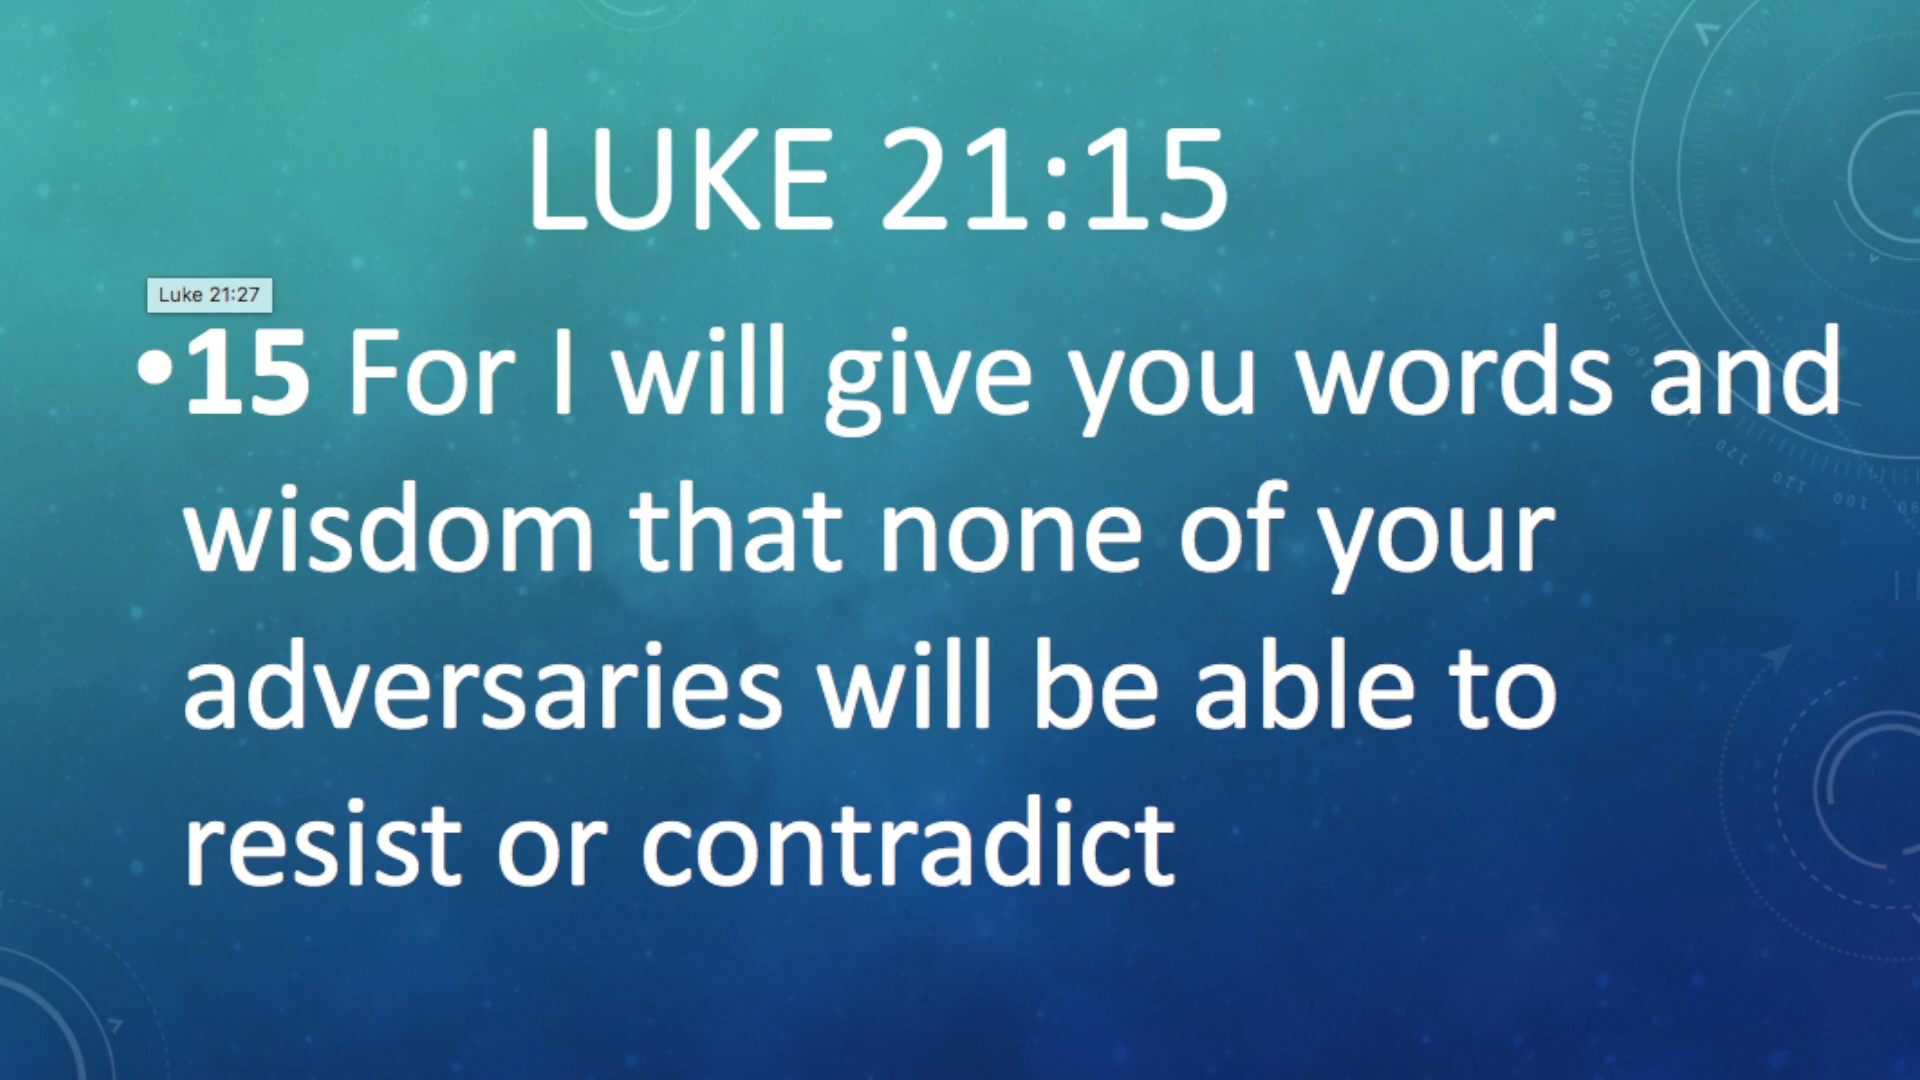 LUKE 21:15
Luke 21:27
•15 For I will give you words and
wisdom that none of your
adversaries will be able to
resist or contradict